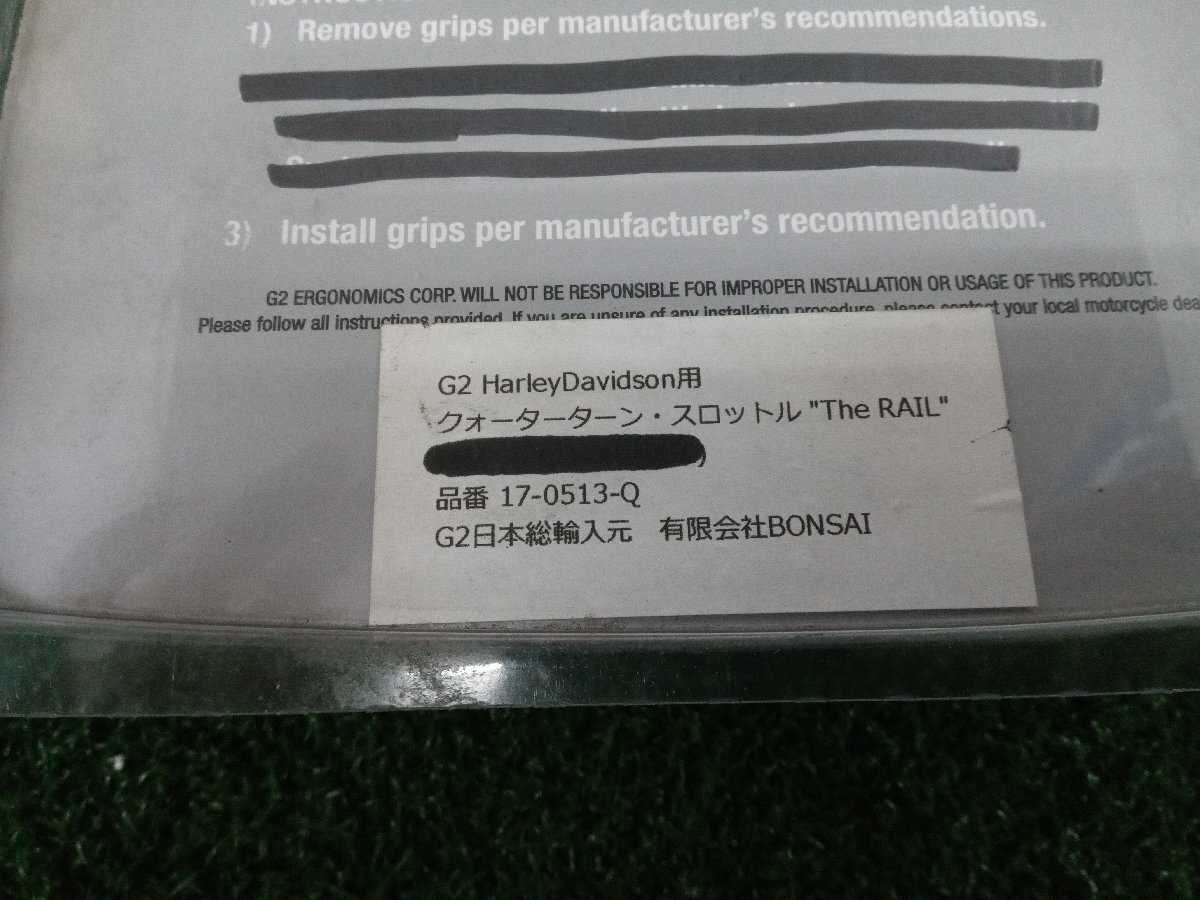 1) Remove grips per manufacturer's recommendations.
3) Install grips per manufacturer's recommendation.
G2 ERGONOMICS CORP. WILL NOT BE RESPONSIBLE FOR IMPROPER INSTALLATION OR USAGE OF THIS PRODUCT.
Please follow all instructions provided. If you are unsure of any installation procedure, please contact your local motorcycle dea
G2 HarleyDavidson用
クォーターターン・スロットル "The RAIL"
品番 17-0513-Q
G2日本総輸入元 有限会社BONSAI